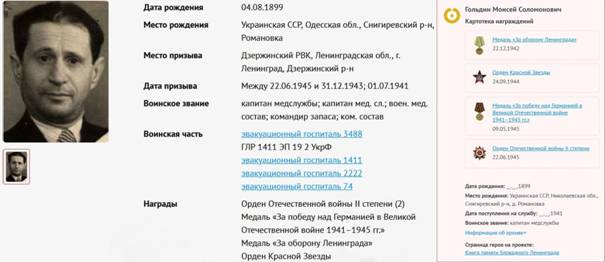 Дата рождения 04.08.1899
Место рождения Украинская ССР, Одесская обл., Снигиревский р-н,
Романовка
Место призыва Дзержинский РВК, Ленинградская обл., г.
Ленинград, Дзержинский р-н
Дата призыва Между 22.06.1945 и 31.12.1943; 01.07.1941
Воинское звание капитан медслужбы; капитан мед. сл.; воен. мед.
состав; командир запаса; ком. состав
Воинская часть эвакуационный госпиталь 3488
ГЛР 1411 ЭП 19 2 УкрФ
эвакуационный госпиталь 1411
эвакуационный госпиталь 2222
эвакуационный госпиталь 74
Награды Орден Отечественной войны II степени (2)
Медаль «За победу над Германией в Великой
Отечественной войне 1941–1945 гг.»
Медаль «За оборону Ленинграда»
Орден Красной Звезды
Гольдин Моисей Соломонович
Картотека награждений
Медаль «За оборону Ленинграда»
22.12.1942
Орден Красной Звезды
24.09.1944
Медаль «За победу над Германией в
Великой Отечественной войне
1941–1945 гг.»
09.05.1945
Орден Отечественной войны II степени
22.06.1945
Дата рождения: __.__.1899
Место рождения: Украинская ССР, Николаевская обл.,
Снигиревский р-н, д. Романовка
Дата поступления на службу: __.__.1941
Воинское звание: капитан медслужбы
Информация об архиве+
Страница героя на проекте:
Книга памяти блокадного Ленинграда